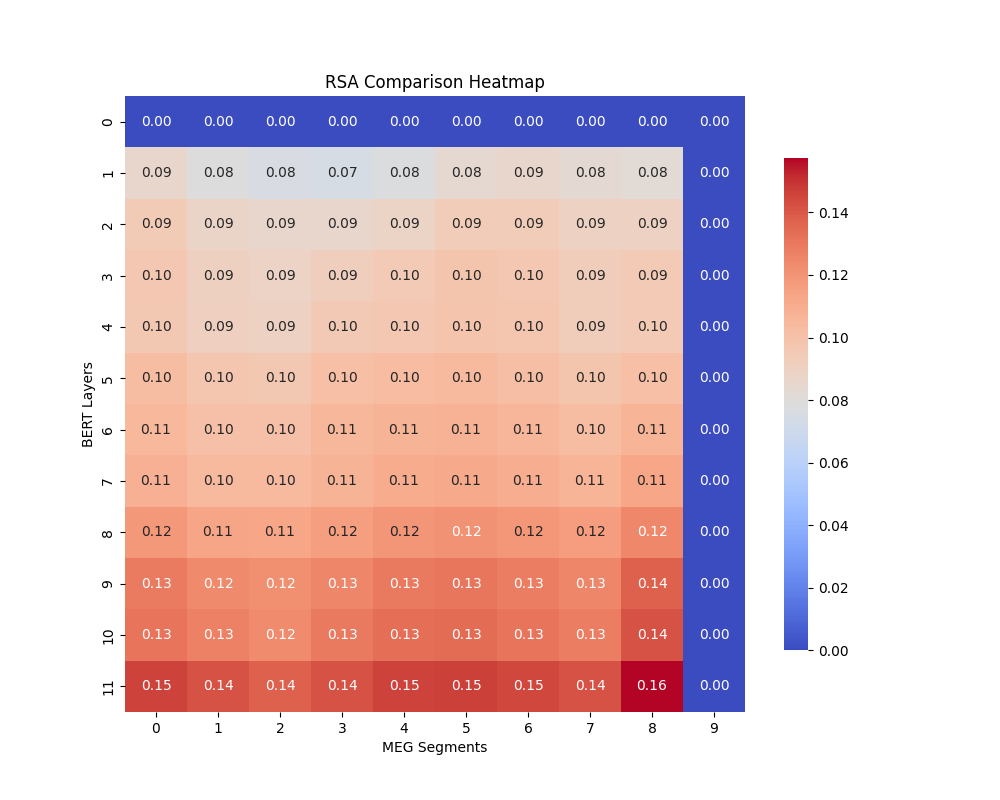 RSA Comparison Heatmap
0 0.00 0.00 0.00 0.00 0.00 0.00 0.00 0.00 0.00 0.00
1 0.09 0.08 0.08 0.07 0.08 0.08 0.09 0.08 0.08 0.00
2 0.09 0.09 0.09 0.09 0.09 0.09 0.09 0.09 0.09 0.00
3 0.10 0.09 0.09 0.09 0.10 0.10 0.10 0.09 0.09 0.00
4 0.10 0.09 0.09 0.10 0.10 0.10 0.10 0.09 0.10 0.00
5 0.10 0.10 0.10 0.10 0.10 0.10 0.10 0.10 0.10 0.00
6 0.11 0.10 0.10 0.11 0.11 0.11 0.11 0.10 0.11 0.00
7 0.11 0.10 0.10 0.11 0.11 0.11 0.11 0.11 0.11 0.00
8 0.12 0.11 0.11 0.12 0.12 0.12 0.12 0.12 0.12 0.00
9 0.13 0.12 0.12 0.13 0.13 0.13 0.13 0.13 0.14 0.00
10 0.13 0.13 0.12 0.13 0.13 0.13 0.13 0.13 0.14 0.00
11 0.15 0.14 0.14 0.14 0.15 0.15 0.15 0.14 0.16 0.00
0 1 2 3 4 5 6 7 8 9
MEG Segments
BERT Layers
0.14
0.12
0.10
0.08
0.06
0.04
0.02
0.00